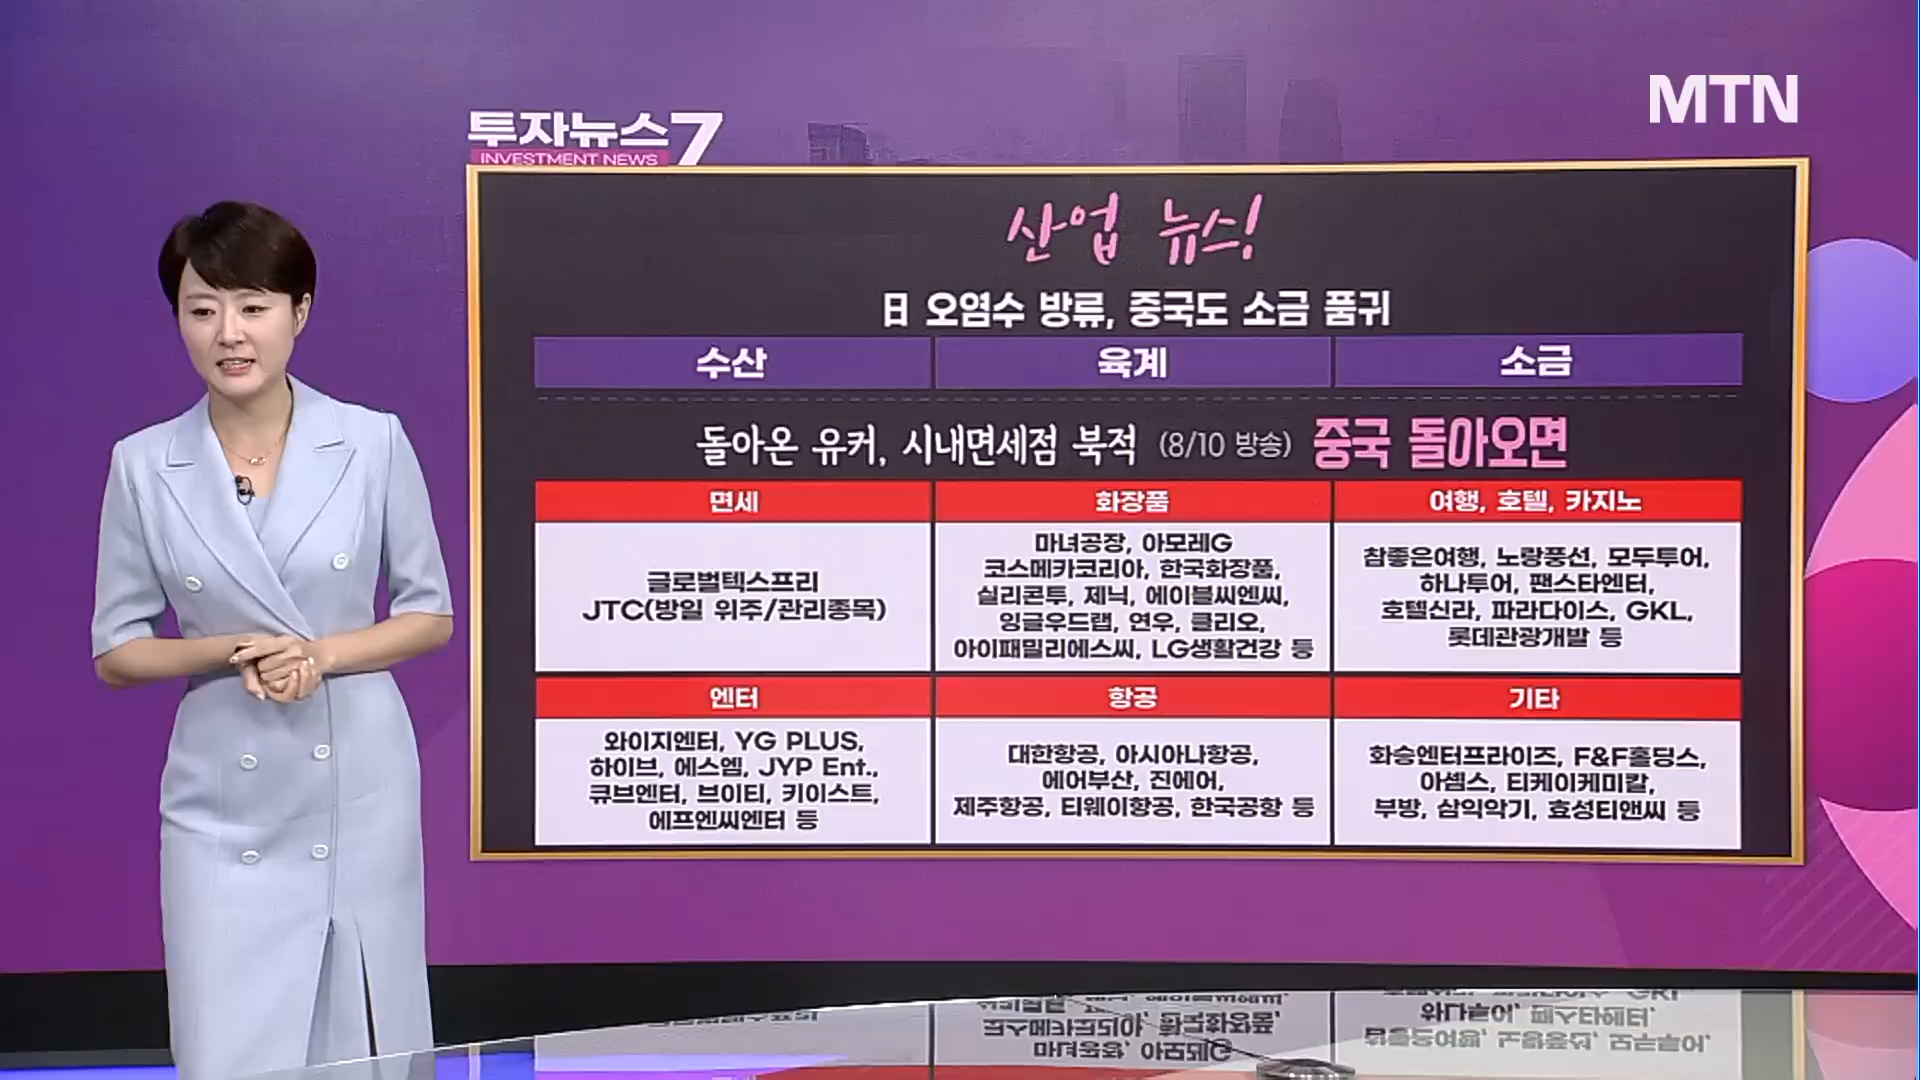 MTN
투자뉴스7
INVESTMENT NEWS
산업 뉴스!
日 오염수 방류, 중국도 소금 품귀
수산 육계 소금
돌아온 유커, 시내면세점 북적 (8/10 방송) 중국 돌아오면
면세
글로벌텍스프리
JTC(방일 위주/관리종목)
화장품
마녀공장, 아모레G
코스메카코리아, 한국화장품,
실리콘투, 제닉, 에이블씨엔씨,
잉글우드랩, 연우, 클리오,
아이패밀리에스씨, LG생활건강 등
여행, 호텔, 카지노
참좋은여행, 노랑풍선, 모두투어,
하나투어, 팬스타엔터,
호텔신라, 파라다이스, GKL,
롯데관광개발 등
엔터
와이지엔터, YG PLUS,
하이브, 에스엠, JYP Ent.,
큐브엔터, 브이티, 키이스트,
에프엔씨엔터 등
항공
대한항공, 아시아나항공,
에어부산, 진에어,
제주항공, 티웨이항공, 한국공항 등
기타
화승엔터프라이즈, F&F홀딩스,
아셈스, 티케이케미칼,
부방, 삼익악기, 효성티앤씨 등